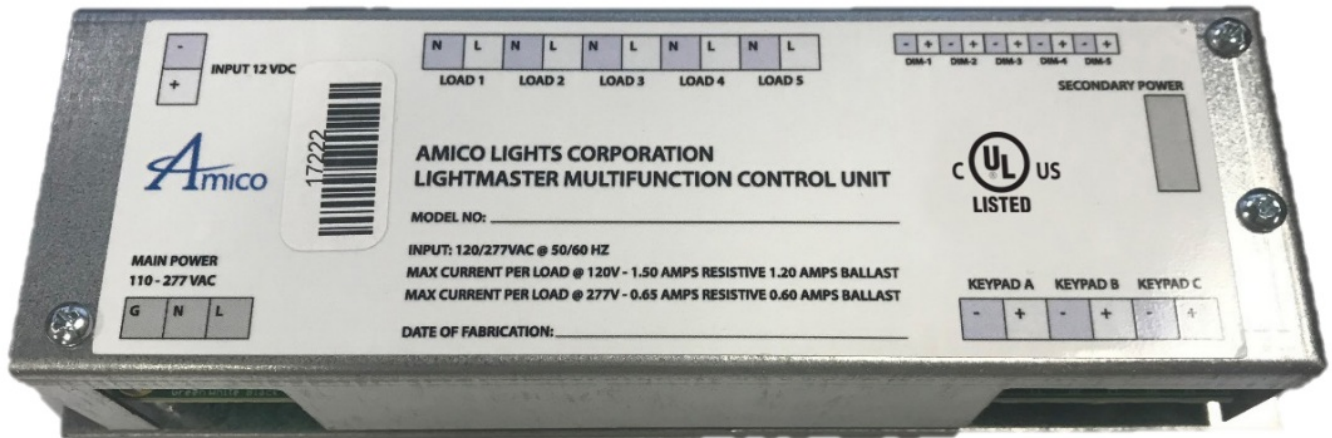 -
+
INPUT 12 VDC
N L N L N L N L N L
LOAD 1 LOAD 2 LOAD 3 LOAD 4 LOAD 5
- + - + - + - + - +
DIM-1 DIM-2 DIM-3 DIM-4 DIM-5
SECONDARY POWER
Amico
17222
AMICO LIGHTS CORPORATION
LIGHTMASTER MULTIFUNCTION CONTROL UNIT
MODEL NO:
C UL US
LISTED
INPUT: 120/277VAC @ 50/60 HZ
MAX CURRENT PER LOAD @ 120V - 1.50 AMPS RESISTIVE 1.20 AMPS BALLAST
MAX CURRENT PER LOAD @ 277V - 0.65 AMPS RESISTIVE 0.60 AMPS BALLAST
DATE OF FABRICATION:
MAIN POWER
110 - 277 VAC
G N L
KEYPAD A KEYPAD B KEYPAD C
- + - + - +